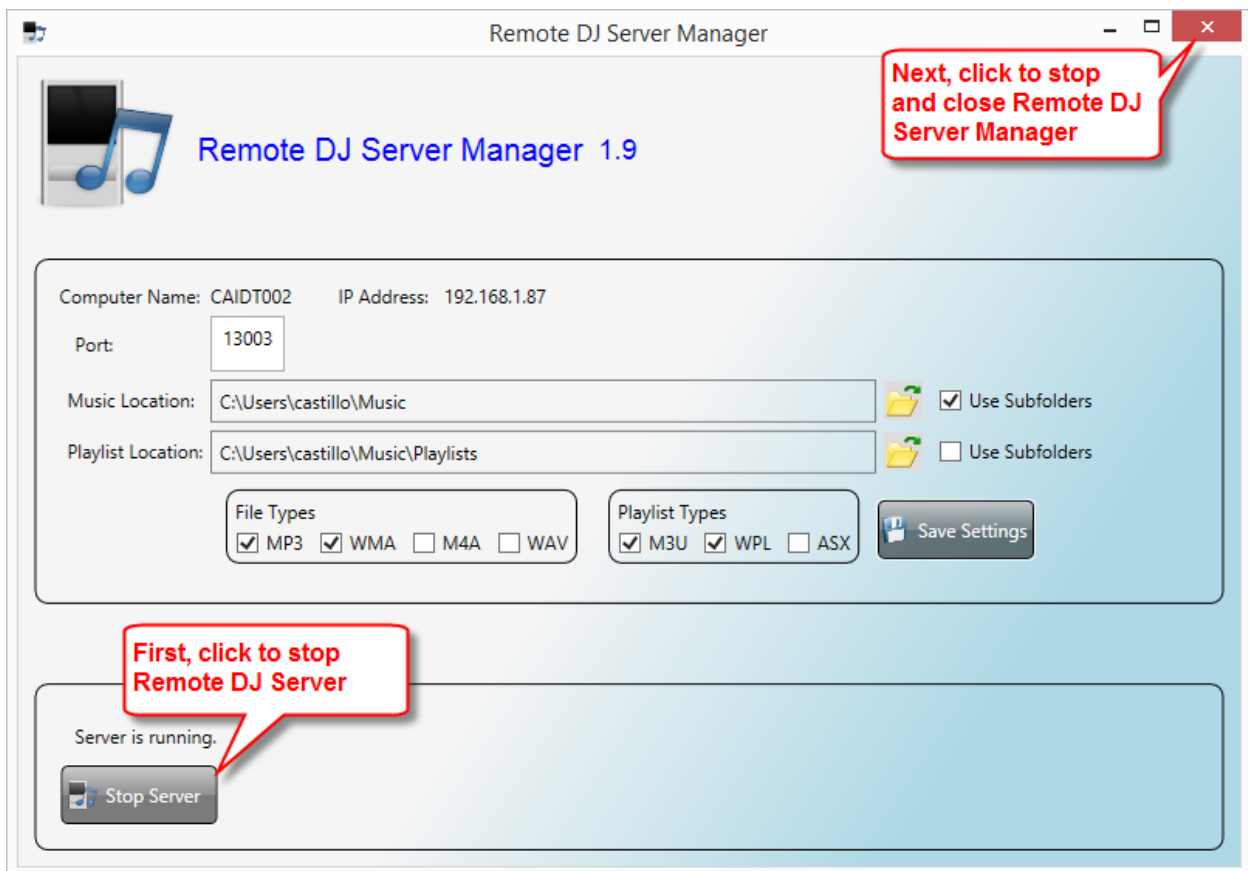 Remote DJ Server Manager
Next, click to stop
and close Remote DJ
Server Manager
Remote DJ Server Manager 1.9
Computer Name: CAIDT002 IP Address: 192.168.1.87
Port: 13003
Music Location: C:\Users\castillo\Music Use Subfolders
Playlist Location: C:\Users\castillo\Music\Playlists Use Subfolders
File Types
MP3 WMA M4A WAV
Playlist Types
M3U WPL ASX
Save Settings
First, click to stop
Remote DJ Server
Server is running.
Stop Server